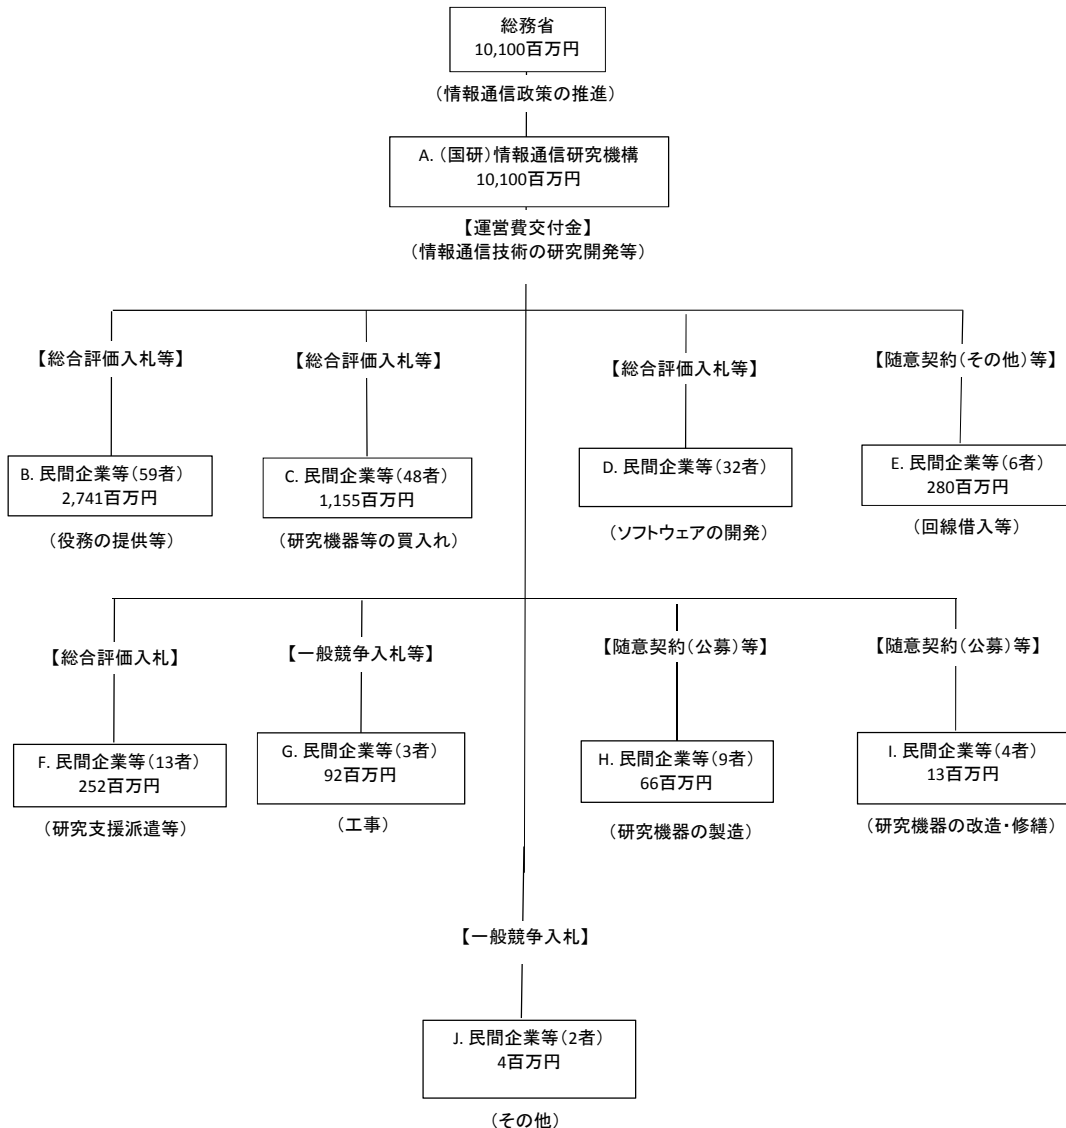 総務省
10,100百万円
（情報通信政策の推進）
A.（国研）情報通信研究機構
10,100百万円
【運営費交付金】
（情報通信技術の研究開発等）
【総合評価入札等】
【総合評価入札等】
【総合評価入札等】
【随意契約（その他）等】
B. 民間企業等（59者）
2,741百万円
（役務の提供等）
C. 民間企業等（48者）
1,155百万円
（研究機器等の買入れ）
D. 民間企業等（32者）
（ソフトウェアの開発）
E. 民間企業等（6者）
280百万円
（回線借入等）
【総合評価入札】
【一般競争入札等】
【随意契約（公募）等】
【随意契約（公募）等】
F. 民間企業等（13者）
252百万円
（研究支援派遣等）
G. 民間企業等（3者）
92百万円
（工事）
H. 民間企業等（9者）
66百万円
（研究機器の製造）
I. 民間企業等（4者）
13百万円
（研究機器の改造・修繕）
【一般競争入札】
J. 民間企業等（2者）
4百万円
（その他）